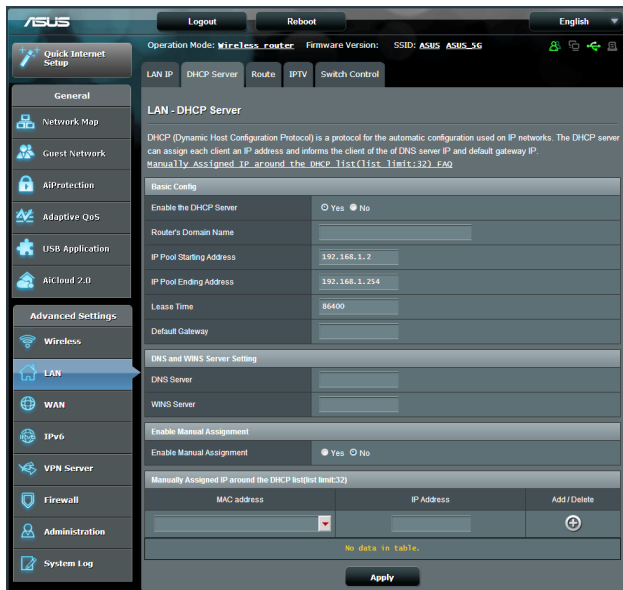 ASUS
Logout
Reboot
English
Quick Internet
Setup
Operation Mode: Wireless router Firmware Version: SSID: ASUS ASUS_5G
General
Network Map
Guest Network
AiProtection
Adaptive QoS
USB Application
AiCloud 2.0
Advanced Settings
Wireless
LAN
WAN
IPv6
VPN Server
Firewall
Administration
System Log
LAN IP
DHCP Server
Route
IPTV
Switch Control
LAN - DHCP Server
DHCP (Dynamic Host Configuration Protocol) is a protocol for the automatic configuration used on IP networks. The DHCP server
can assign each client an IP address and informs the client of the of DNS server IP and default gateway IP.
Manually Assigned IP around the DHCP list(list limit:32) FAQ
Basic Config
Enable the DHCP Server Yes No
Router's Domain Name
IP Pool Starting Address 192.168.1.2
IP Pool Ending Address 192.168.1.254
Lease Time 86400
Default Gateway
DNS and WINS Server Setting
DNS Server
WINS Server
Enable Manual Assignment
Enable Manual Assignment Yes No
Manually Assigned IP around the DHCP list(list limit:32)
MAC address IP Address Add / Delete
No data in table.
Apply